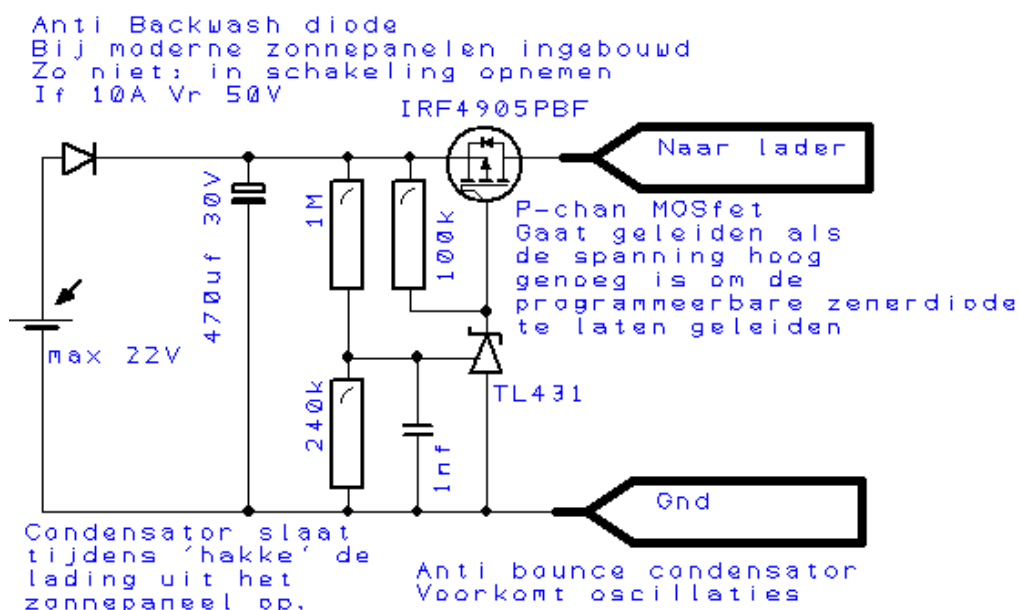 Anti Backwash diode
Bij moderne zonnepanelen ingebouwd
Zo niet: in schakeling opnemen
If 10A Vr 50V
IRF4905PBF
Naar lader
470uf 30V
1M
100k
P-chan MOSfet
Gaat geleiden als
de spanning hoog
genoeg is om de
programmeerbare zenerdiode
te laten geleiden
max 22V
TL431
240k
1nf
Gnd
Condensator slaat
tijdens 'hakke' de
lading uit het
zonnepaneel op.
Anti bounce condensator
Voorkomt oscillaties